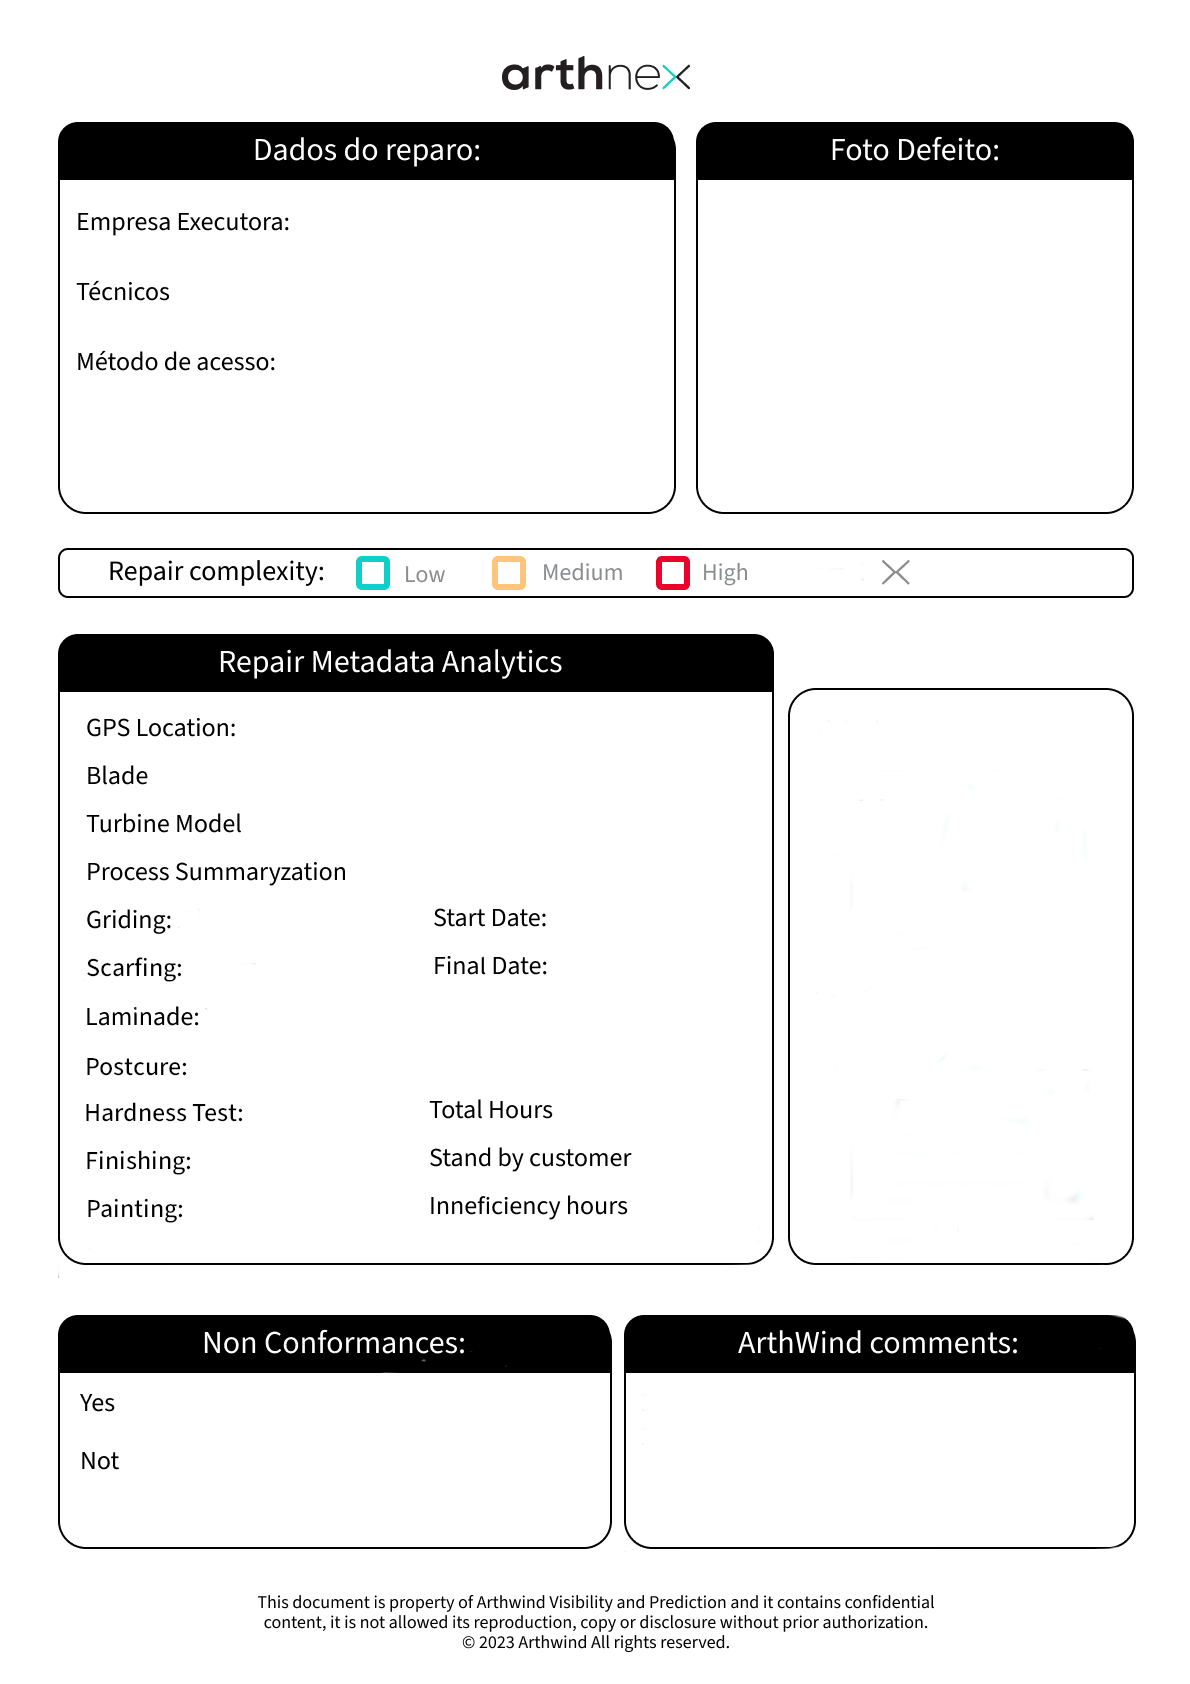 arthnex
Dados do reparo:
Empresa Executora:
Técnicos
Método de acesso:
Foto Defeito:
Repair complexity: Low Medium High
Repair Metadata Analytics
GPS Location:
Blade
Turbine Model
Process Summaryzation
Griding:
Scarfing:
Laminade:
Postcure:
Hardness Test:
Finishing:
Painting:
Start Date:
Final Date:
Total Hours
Stand by customer
Inneficiency hours
Non Conformances:
Yes
Not
ArthWind comments:
This document is property of Arthwind Visibility and Prediction and it contains confidential
content, it is not allowed its reproduction, copy or disclosure without prior authorization.
© 2023 Arthwind All rights reserved.